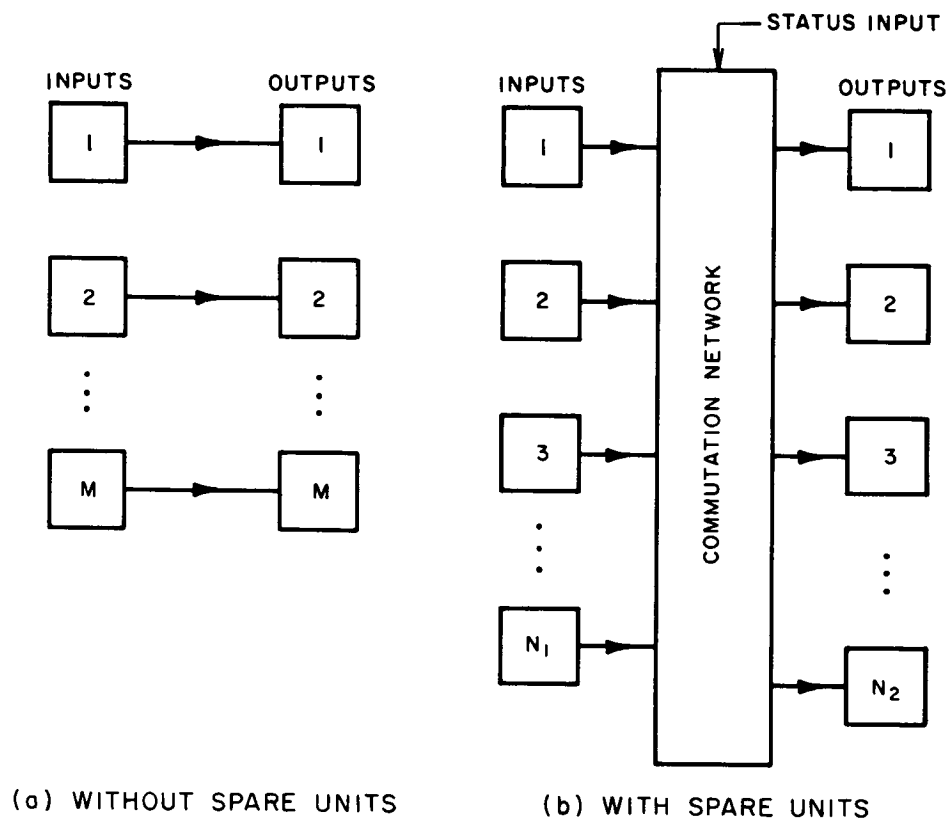 STATUS INPUT
INPUTS
OUTPUTS
1
1
2
2
⋮
⋮
M
M
(a) WITHOUT SPARE UNITS
INPUTS
OUTPUTS
1
1
2
2
3
3
⋮
⋮
N₁
N₂
COMMUTATION NETWORK
(b) WITH SPARE UNITS